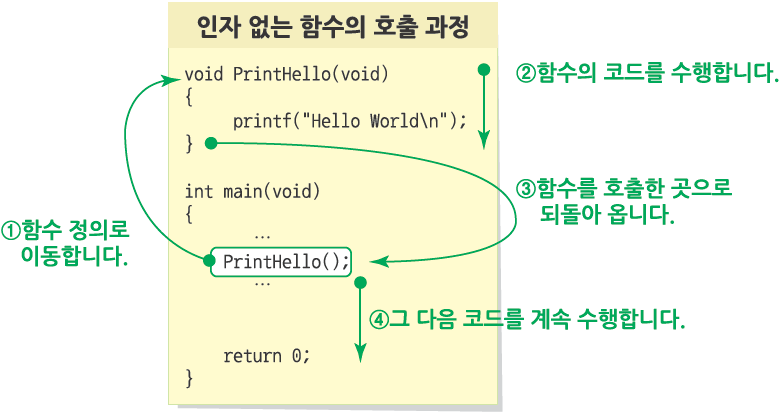 인자 없는 함수의 호출 과정
void PrintHello(void)
{
printf("Hello World\n");
}
int main(void)
{
...
PrintHello();
...
return 0;
}
①함수 정의로
이동합니다.
②함수의 코드를 수행합니다.
③함수를 호출한 곳으로
되돌아 옵니다.
④그 다음 코드를 계속 수행합니다.